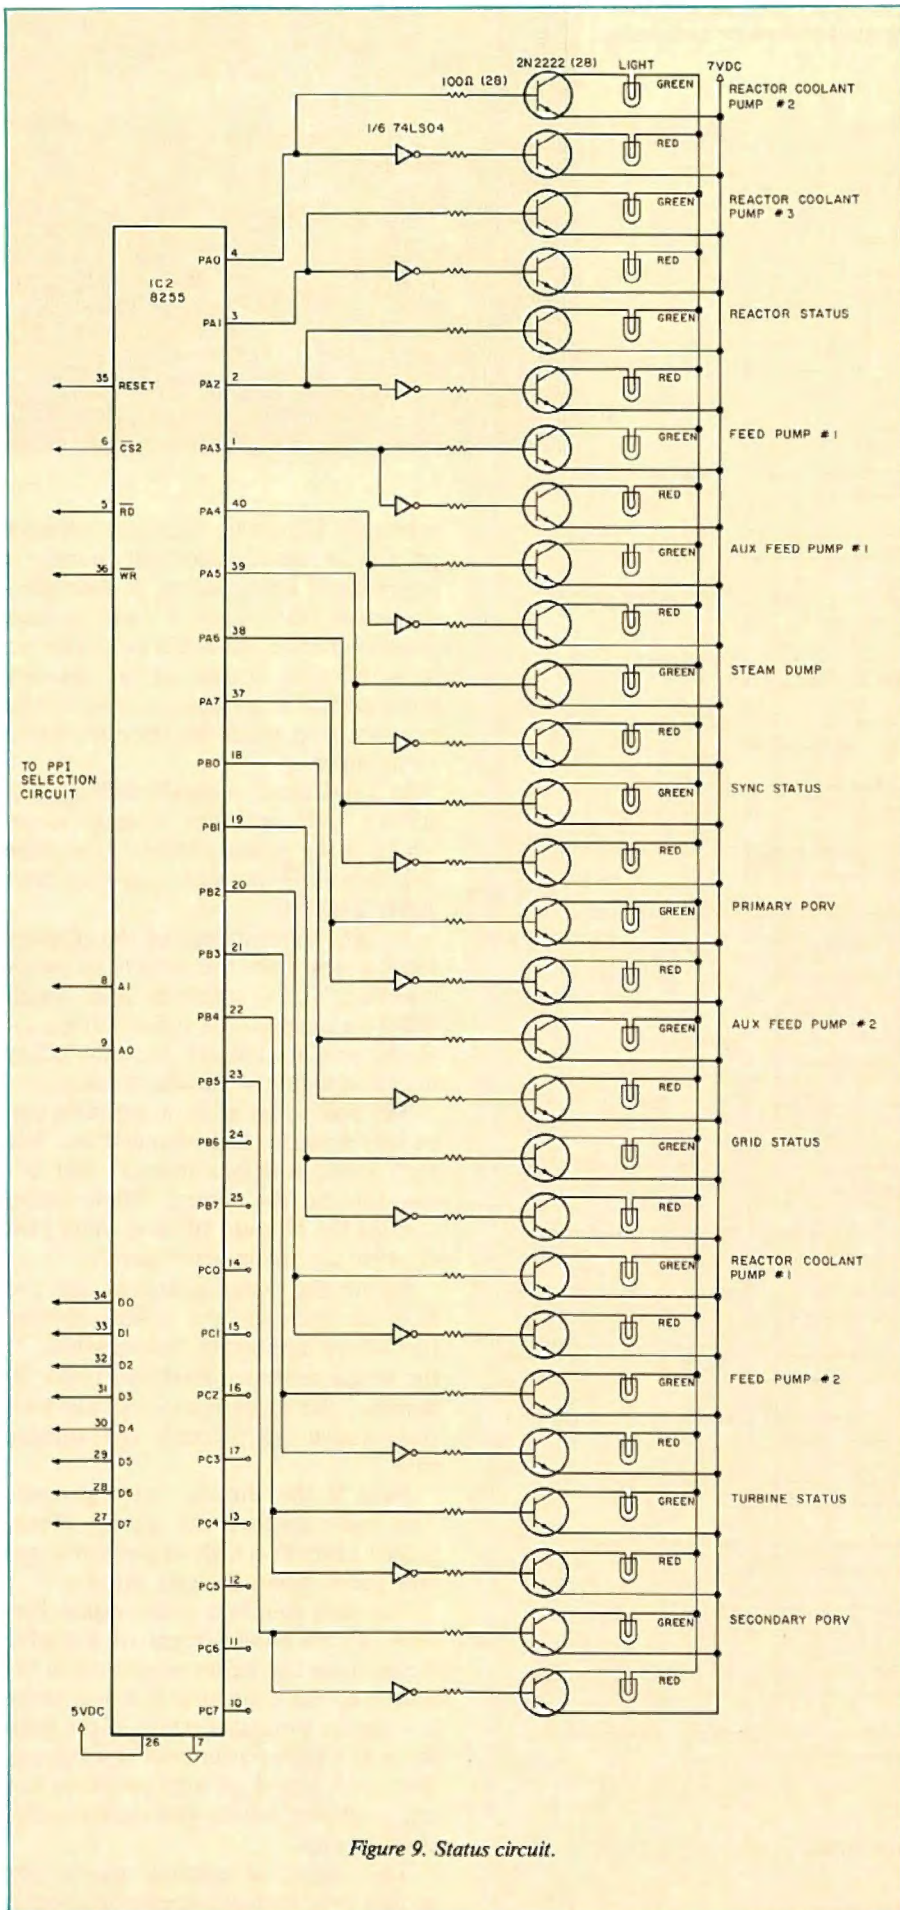 2N2222 (28) LIGHT 7VDC
100Ω (28) GREEN REACTOR COOLANT
PUMP #2
1/6 74LS04 RED
GREEN REACTOR COOLANT
PUMP #3
PA0 4
RED
IC2
8255
PA1 3
GREEN REACTOR STATUS
35 RESET PA2 2
RED
6 CS2 PA3 1
GREEN FEED PUMP #1
RED
5 RD PA4 40
GREEN AUX FEED PUMP #1
36 WR PA5 39
RED
PA6 38
GREEN STEAM DUMP
PA7 37
RED
TO PPI
SELECTION
CIRCUIT
PB0 18
GREEN SYNC STATUS
PB1 19
RED
PB2 20
GREEN PRIMARY PORV
PB3 21
RED
8 A1
PB4 22
GREEN AUX FEED PUMP #2
9 A0
PB5 23
RED
PB6 24
GREEN GRID STATUS
PB7 25
RED
PC0 14
GREEN REACTOR COOLANT
PUMP #1
34 D0
33 D1 PC1 15
RED
32 D2
31 D3 PC2 16
GREEN FEED PUMP #2
30 D4
29 D5 PC3 17
RED
28 D6
27 D7 PC4 13
GREEN TURBINE STATUS
PC5 12
RED
PC6 11
GREEN SECONDARY PORV
PC7 10
RED
5VDC
26 7
Figure 9. Status circuit.